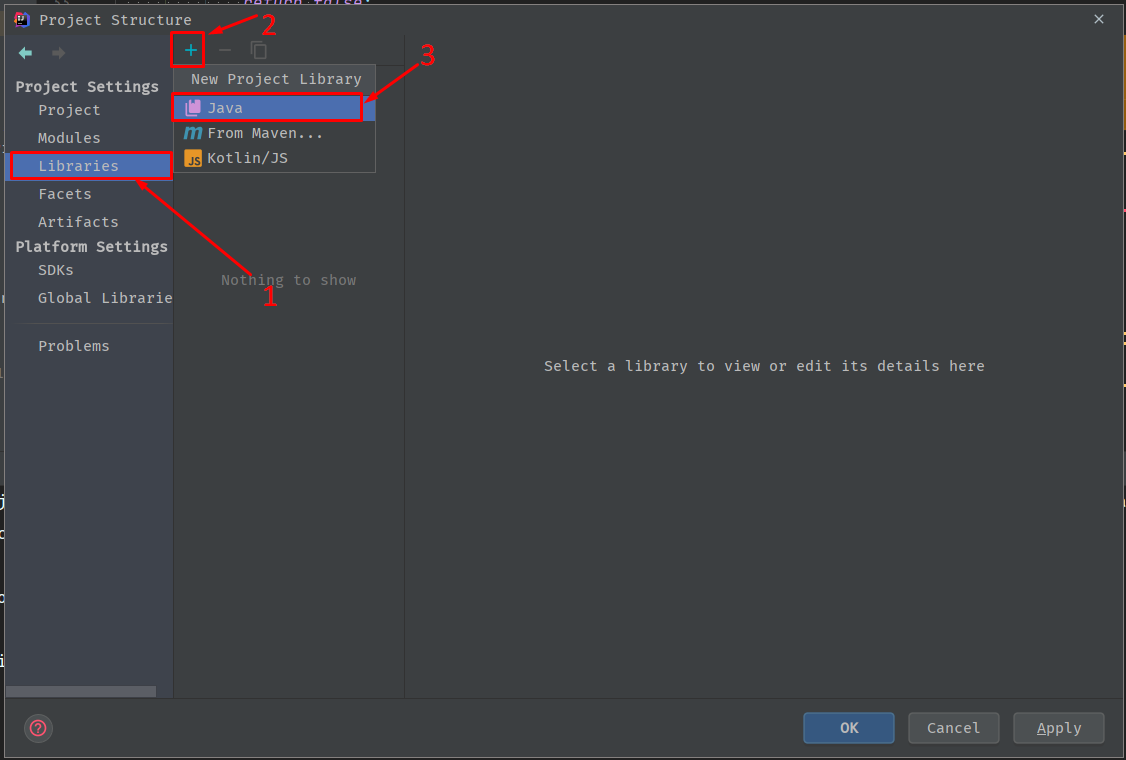 return false;
Project Structure
2
3
New Project Library
Project Settings
Project
Java
Modules
From Maven...
Libraries
Kotlin/JS
Facets
Artifacts
Platform Settings
SDKs
Nothing to show
1
Global Librarie
Problems
Select a library to view or edit its details here
?
OK
Cancel
Apply